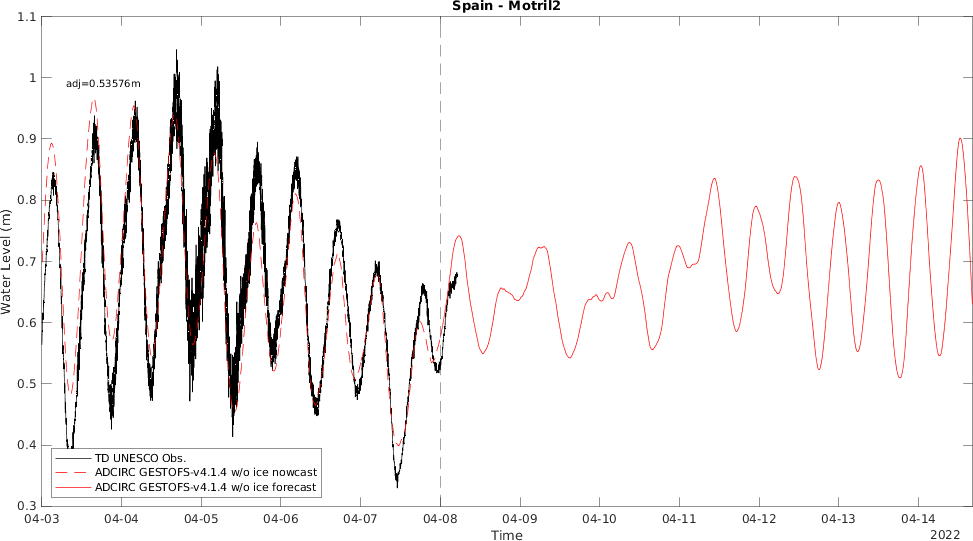 Spain - Motril2
1.1
1
0.9
0.8
0.7
0.6
0.5
0.4
0.3
Water Level (m)
adj=0.53576m
TD UNESCO Obs.
ADCIRC GESTOFS-v4.1.4 w/o ice nowcast
ADCIRC GESTOFS-v4.1.4 w/o ice forecast
04-03 04-04 04-05 04-06 04-07 04-08 04-09 04-10 04-11 04-12 04-13 04-14
Time
2022